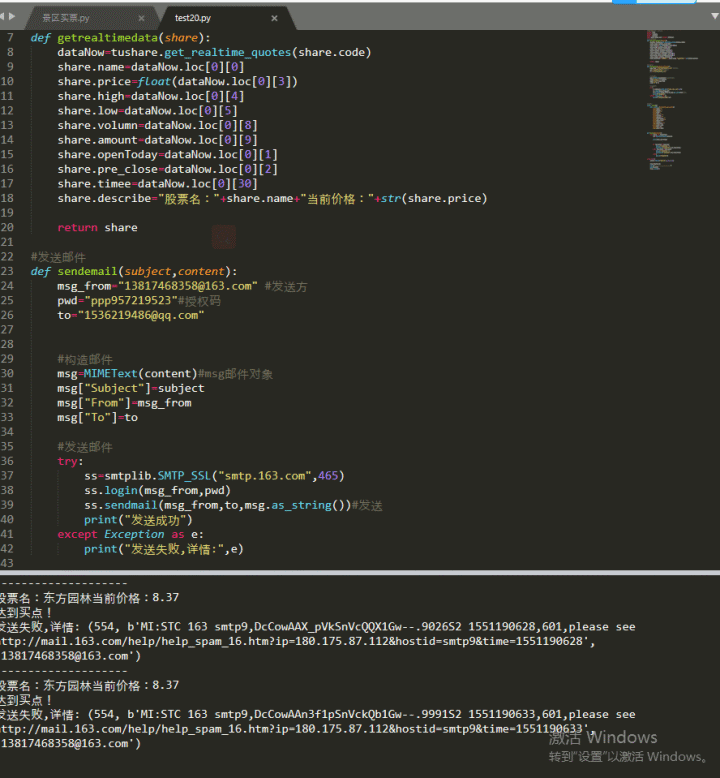 景区买票.py × test20.py ×
7 def getrealtimedata(share):
8 dataNow=tushare.get_realtime_quotes(share.code)
9 share.name=dataNow.loc[0][0]
10 share.price=float(dataNow.loc[0][3])
11 share.high=dataNow.loc[0][4]
12 share.low=dataNow.loc[0][5]
13 share.volumn=dataNow.loc[0][8]
14 share.amount=dataNow.loc[0][9]
15 share.openToday=dataNow.loc[0][1]
16 share.pre_close=dataNow.loc[0][2]
17 share.timee=dataNow.loc[0][30]
18 share.describe="股票名："+share.name+"当前价格："+str(share.price)
19
20 return share
21
22 #发送邮件
23 def sendemail(subject,content):
24 msg_from="13817468358@163.com" #发送方
25 pwd="ppp957219523"#授权码
26 to="1536219486@qq.com"
27
28
29 #构造邮件
30 msg=MIMEText(content)#msg邮件对象
31 msg["Subject"]=subject
32 msg["From"]=msg_from
33 msg["To"]=to
34
35 #发送邮件
36 try:
37 ss=smtplib.SMTP_SSL("smtp.163.com",465)
38 ss.login(msg_from,pwd)
39 ss.sendmail(msg_from,to,msg.as_string())#发送
40 print("发送成功")
41 except Exception as e:
42 print("发送失败,详情:",e)
43
-------------------
股票名：东方园林当前价格：8.37
达到买点！
发送失败,详情: (554, b'MI:STC 163 smtp9,DcCowAAX_pVkSnVcQQX1Gw--.9026S2 1551190628,601,please see
http://mail.163.com/help/help_spam_16.htm?ip=180.175.87.112&hostid=smtp9&time=1551190628',
'13817468358@163.com')
-------------------
股票名：东方园林当前价格：8.37
达到买点！
发送失败,详情: (554, b'MI:STC 163 smtp9,DcCowAAn3f1pSnVckQb1Gw--.9991S2 1551190633,601,please see
http://mail.163.com/help/help_spam_16.htm?ip=180.175.87.112&hostid=smtp9&time=1551190633',
'13817468358@163.com')
激活 Windows
转到"设置"以激活 Windows。